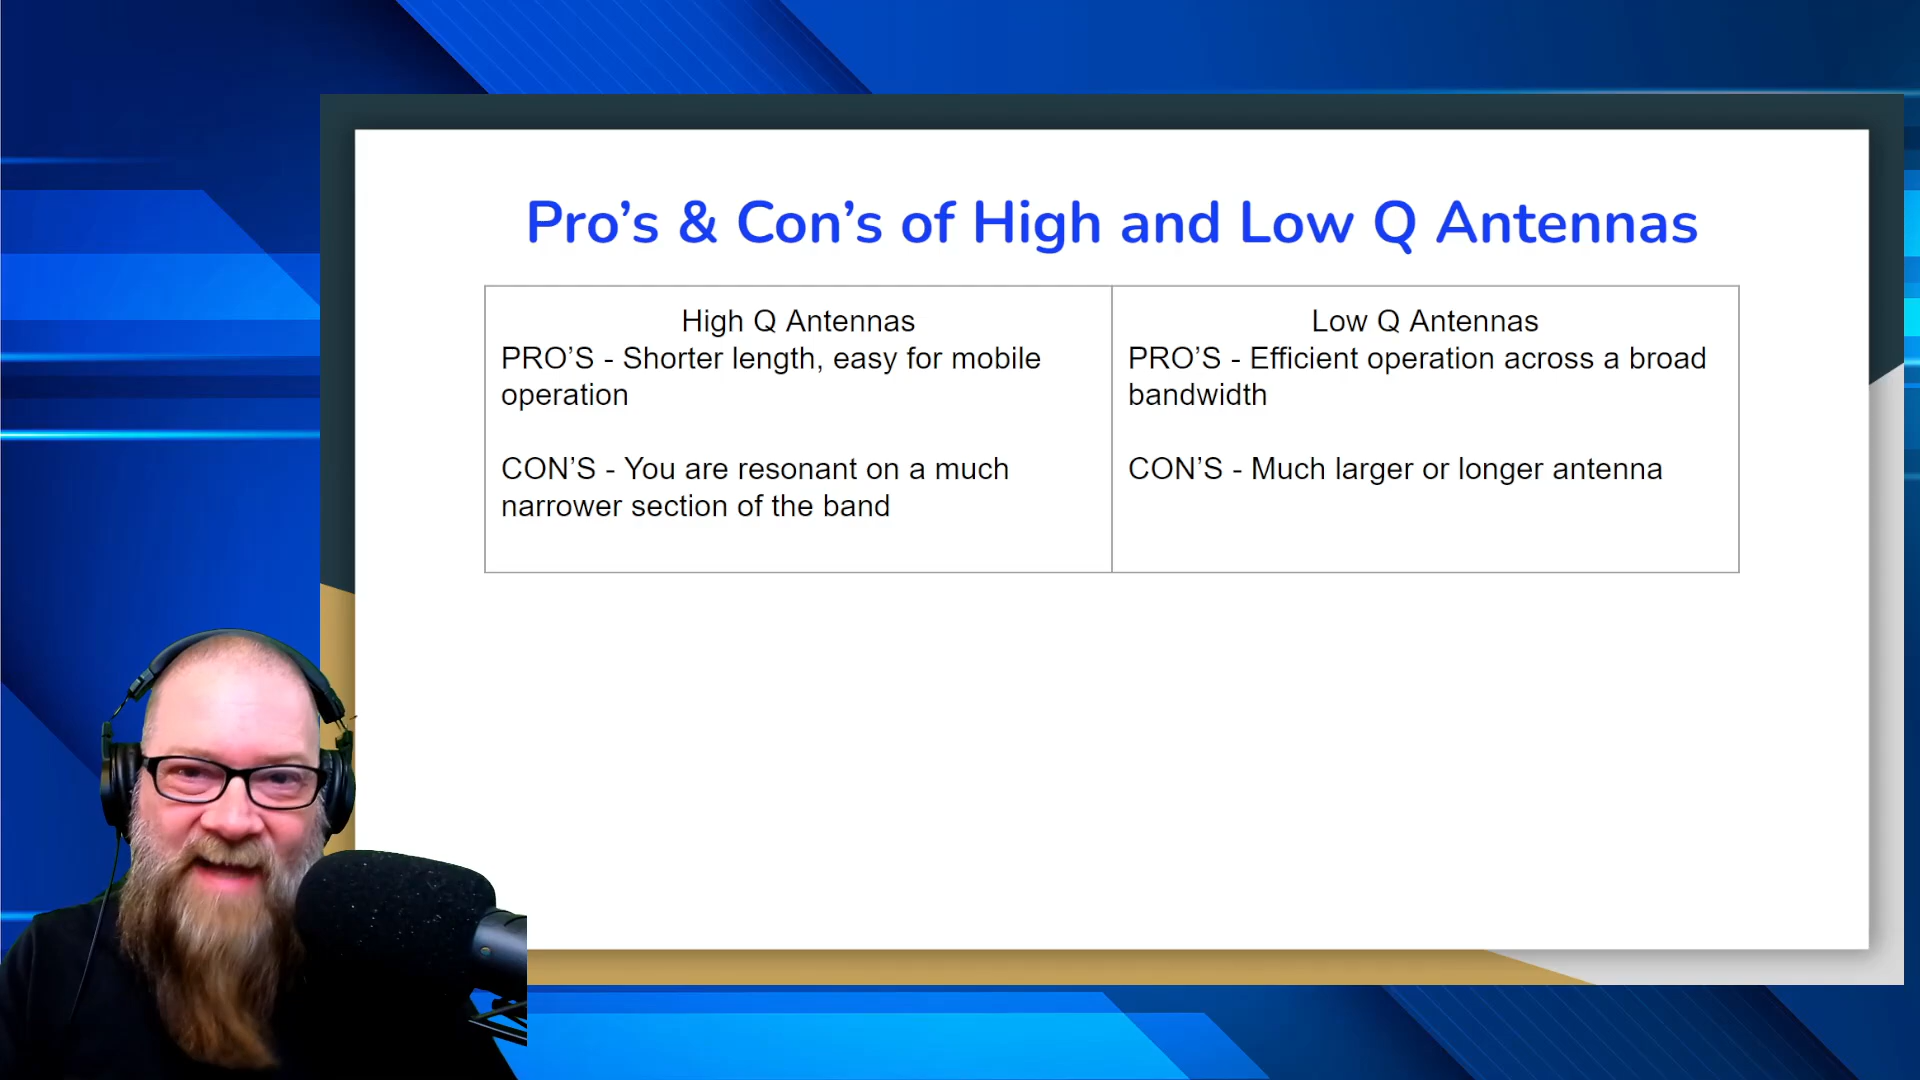 Pro’s & Con’s of High and Low Q Antennas
High Q Antennas
PRO’S - Shorter length, easy for mobile
operation
CON’S - You are resonant on a much
narrower section of the band
Low Q Antennas
PRO’S - Efficient operation across a broad
bandwidth
CON’S - Much larger or longer antenna